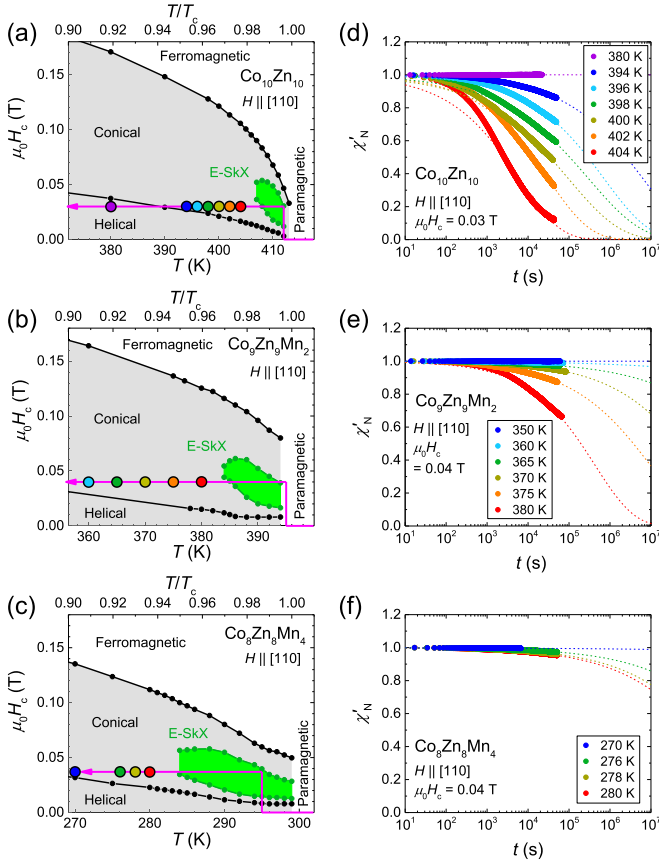 (a)
T/Tc
0.90 0.92 0.94 0.96 0.98 1.00
Ferromagnetic
Co10Zn10
H || [110]
Conical
E-SkX
Helical
Paramagnetic
μ0Hc (T)
0.15
0.10
0.05
0.00
380 390 400 410
T (K)
(d)
χ′N
1.2
1.0
0.8
0.6
0.4
0.2
0.0
380 K
394 K
396 K
398 K
400 K
402 K
404 K
Co10Zn10
H || [110]
μ0Hc = 0.03 T
10^1 10^2 10^3 10^4 10^5 10^6 10^7
t (s)
(b)
T/Tc
0.90 0.92 0.94 0.96 0.98 1.00
Ferromagnetic
Co9Zn9Mn2
H || [110]
Conical
E-SkX
Helical
Paramagnetic
μ0Hc (T)
0.15
0.10
0.05
0.00
360 370 380 390
T (K)
(e)
χ′N
1.2
1.0
0.8
0.6
0.4
0.2
0.0
Co9Zn9Mn2
H || [110]
μ0Hc
= 0.04 T
350 K
360 K
365 K
370 K
375 K
380 K
10^1 10^2 10^3 10^4 10^5 10^6 10^7
t (s)
(c)
T/Tc
0.90 0.92 0.94 0.96 0.98 1.00
Ferromagnetic
Co8Zn8Mn4
H || [110]
Conical
E-SkX
Helical
Paramagnetic
μ0Hc (T)
0.15
0.10
0.05
0.00
270 280 290 300
T (K)
(f)
χ′N
1.2
1.0
0.8
0.6
0.4
0.2
0.0
Co8Zn8Mn4
H || [110]
μ0Hc = 0.04 T
270 K
276 K
278 K
280 K
10^1 10^2 10^3 10^4 10^5 10^6 10^7
t (s)